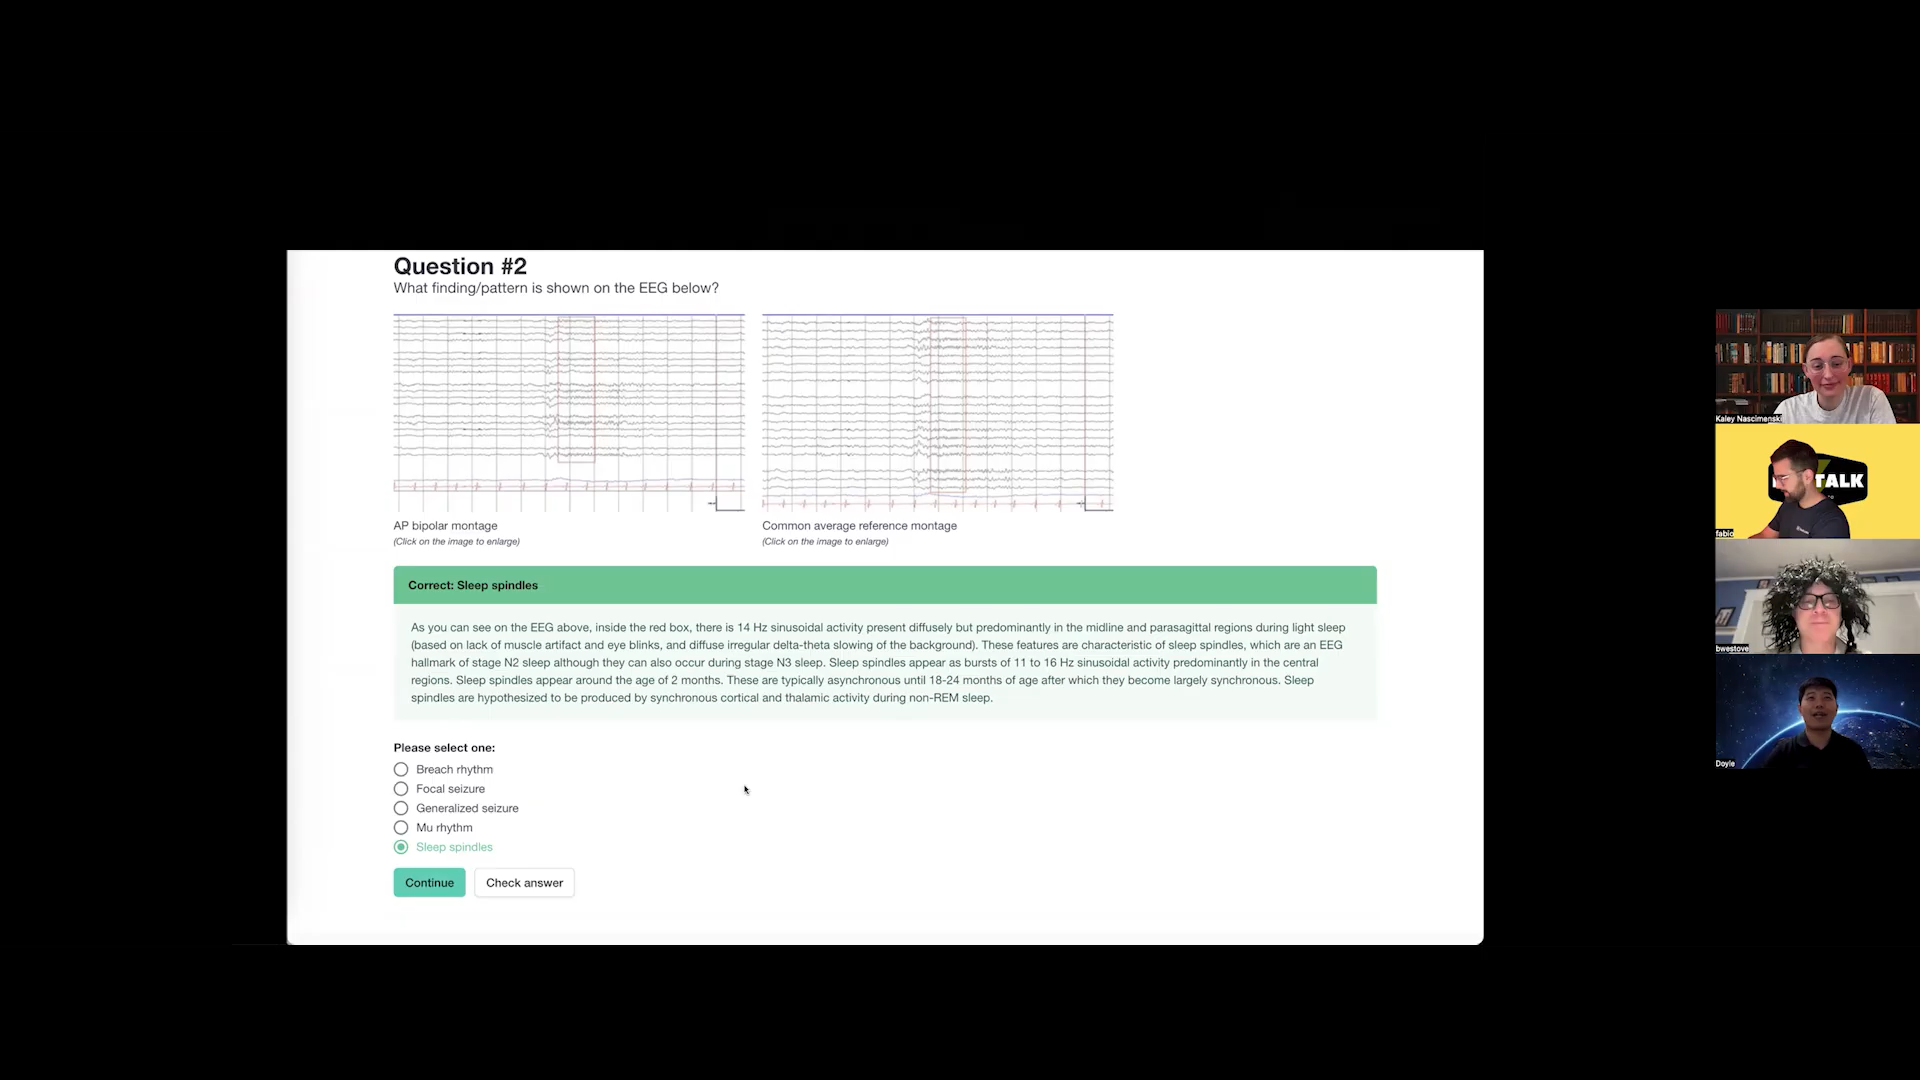 Question #2
What finding/pattern is shown on the EEG below?
AP bipolar montage
(Click on the image to enlarge)
Common average reference montage
(Click on the image to enlarge)
Correct: Sleep spindles
As you can see on the EEG above, inside the red box, there is 14 Hz sinusoidal activity present diffusely but predominantly in the midline and parasagittal regions during light sleep
(based on lack of muscle artifact and eye blinks, and diffuse irregular delta-theta slowing of the background). These features are characteristic of sleep spindles, which are an EEG
hallmark of stage N2 sleep although they can also occur during stage N3 sleep. Sleep spindles appear as bursts of 11 to 16 Hz sinusoidal activity predominantly in the central
regions. Sleep spindles appear around the age of 2 months. These are typically asynchronous until 18-24 months of age after which they become largely synchronous. Sleep
spindles are hypothesized to be produced by synchronous cortical and thalamic activity during non-REM sleep.
Please select one:
Breach rhythm
Focal seizure
Generalized seizure
Mu rhythm
Sleep spindles
Continue
Check answer
Kaley Nascimensk
TALK
fabio
bwestove
Doyle